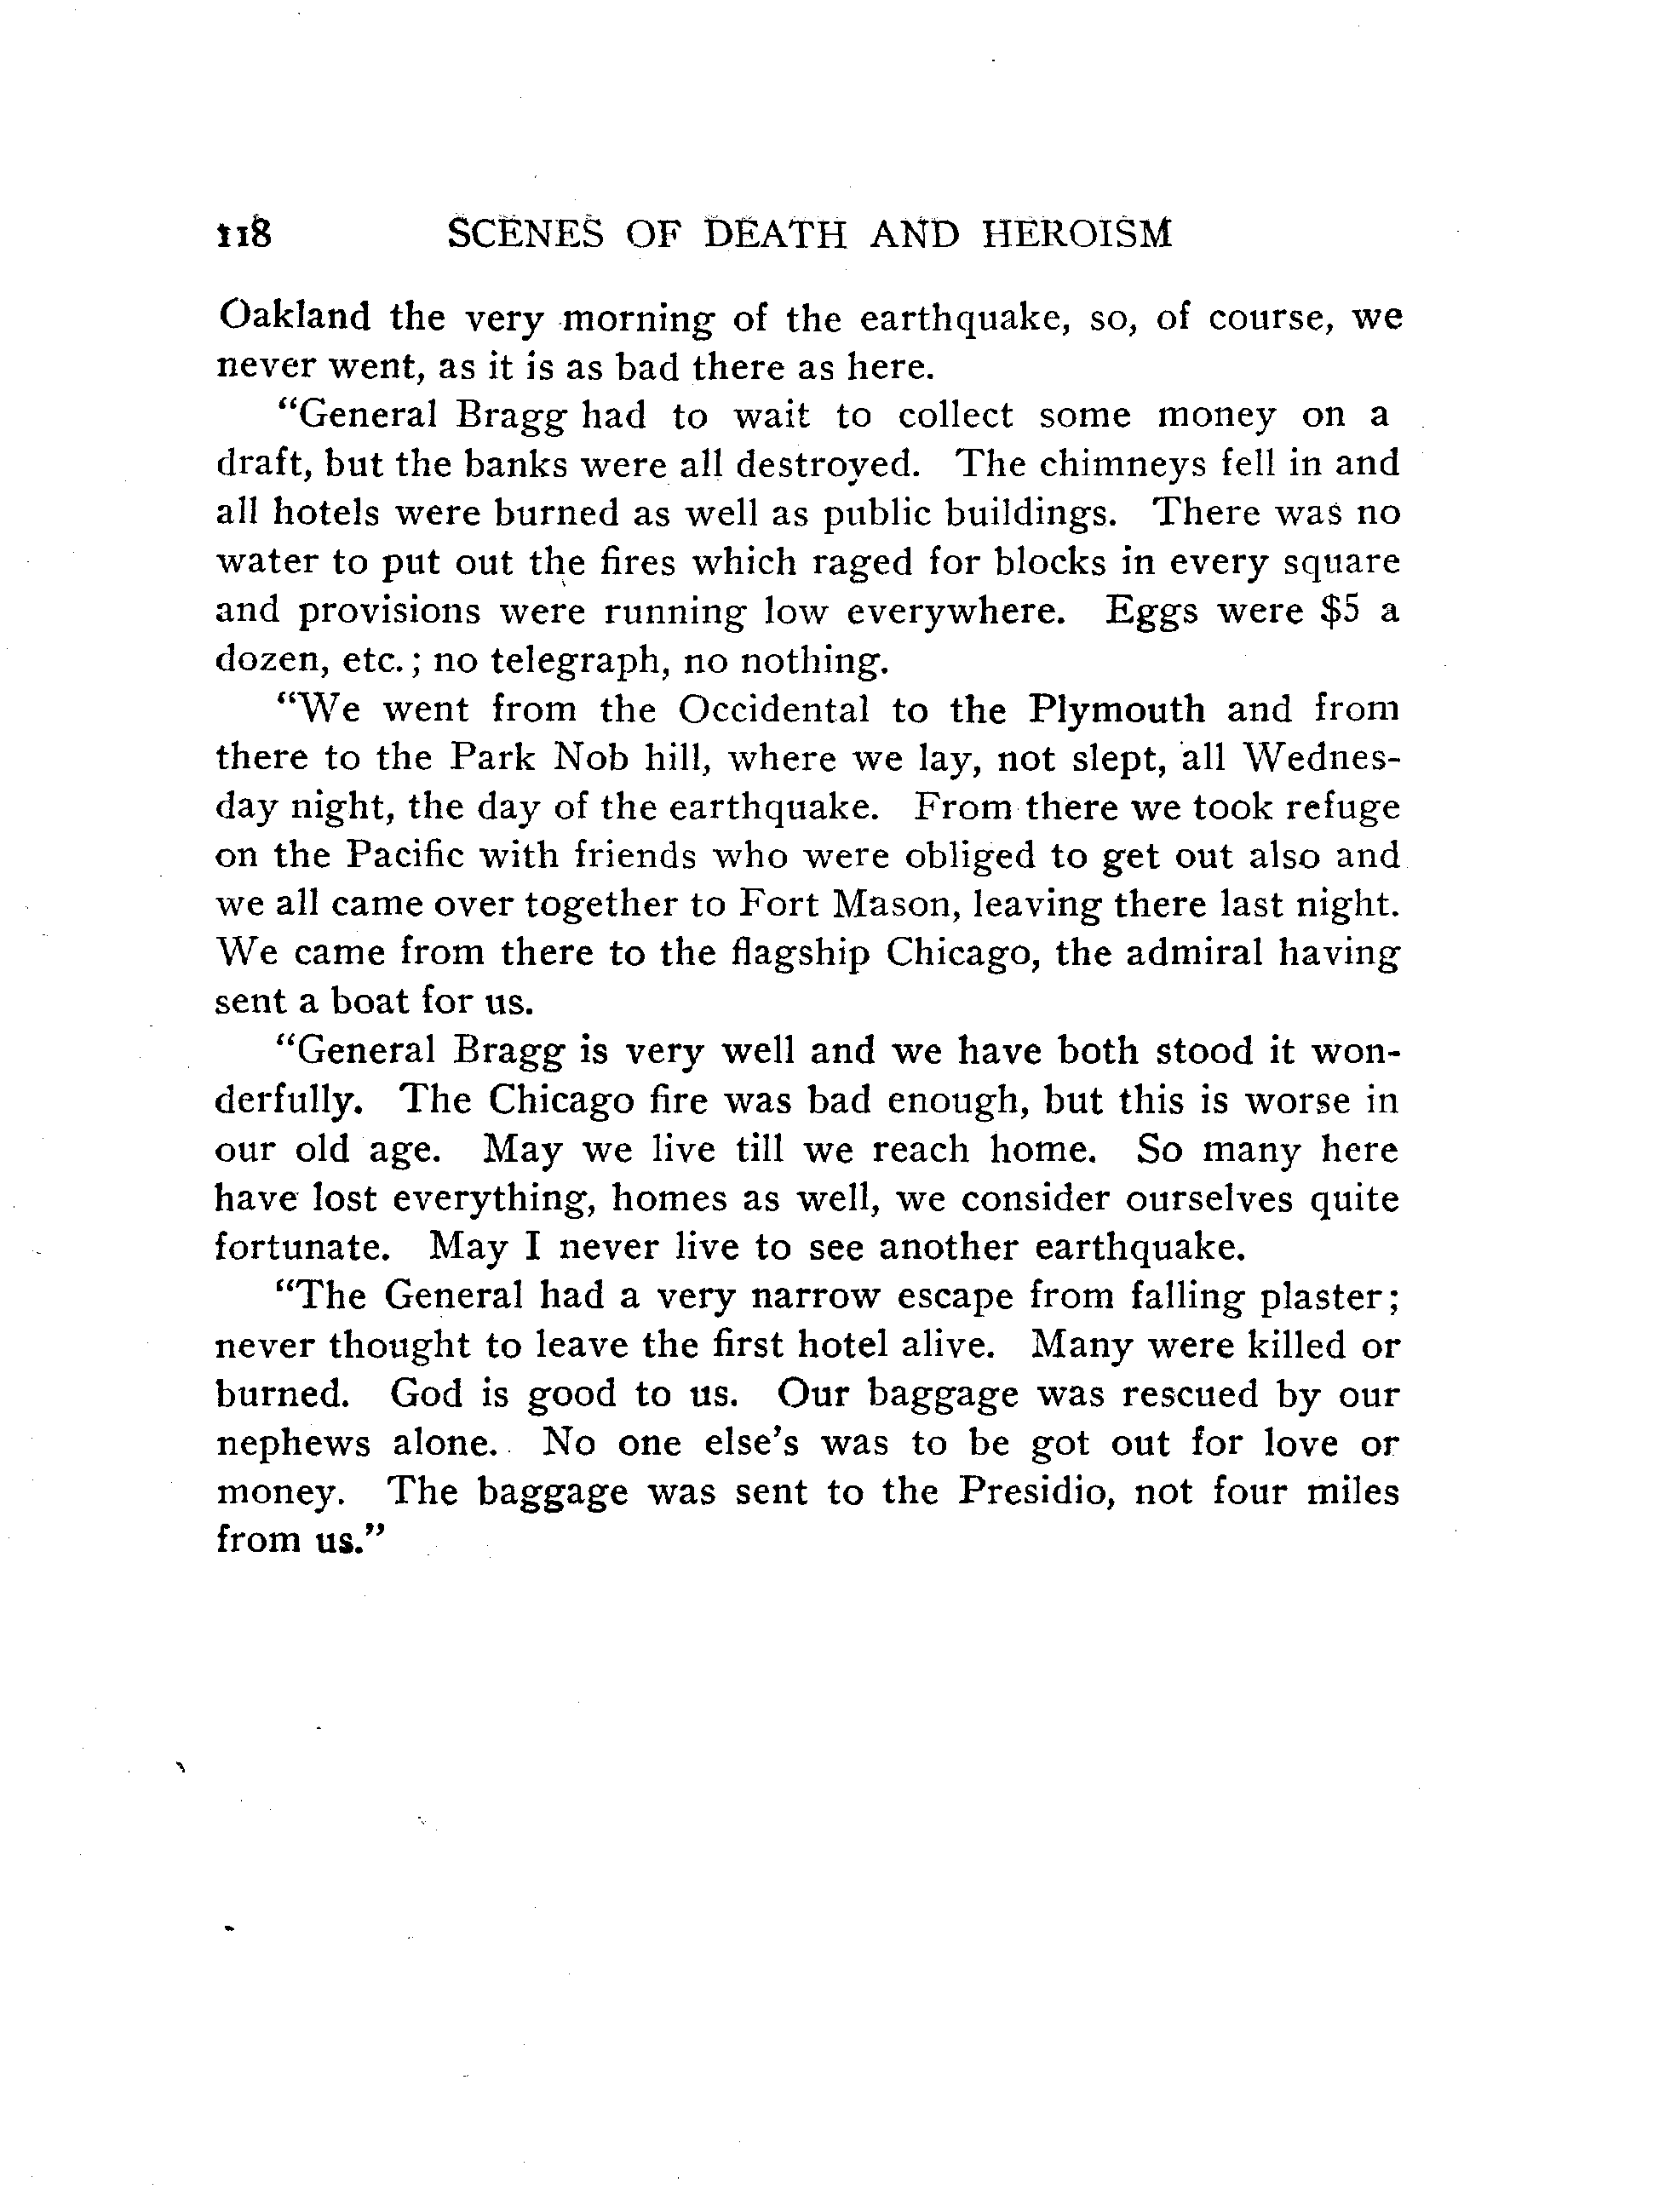 118 SCENES OF DEATH AND HEROISM
Oakland the very morning of the earthquake, so, of course, we
never went, as it is as bad there as here.
“General Bragg had to wait to collect some money on a
draft, but the banks were all destroyed. The chimneys fell in and
all hotels were burned as well as public buildings. There was no
water to put out the fires which raged for blocks in every square
and provisions were running low everywhere. Eggs were $5 a
dozen, etc.; no telegraph, no nothing.
“We went from the Occidental to the Plymouth and from
there to the Park Nob hill, where we lay, not slept, all Wednes-
day night, the day of the earthquake. From there we took refuge
on the Pacific with friends who were obliged to get out also and
we all came over together to Fort Mason, leaving there last night.
We came from there to the flagship Chicago, the admiral having
sent a boat for us.
“General Bragg is very well and we have both stood it won-
derfully. The Chicago fire was bad enough, but this is worse in
our old age. May we live till we reach home. So many here
have lost everything, homes as well, we consider ourselves quite
fortunate. May I never live to see another earthquake.
“The General had a very narrow escape from falling plaster;
never thought to leave the first hotel alive. Many were killed or
burned. God is good to us. Our baggage was rescued by our
nephews alone. No one else's was to be got out for love or
money. The baggage was sent to the Presidio, not four miles
from us.”